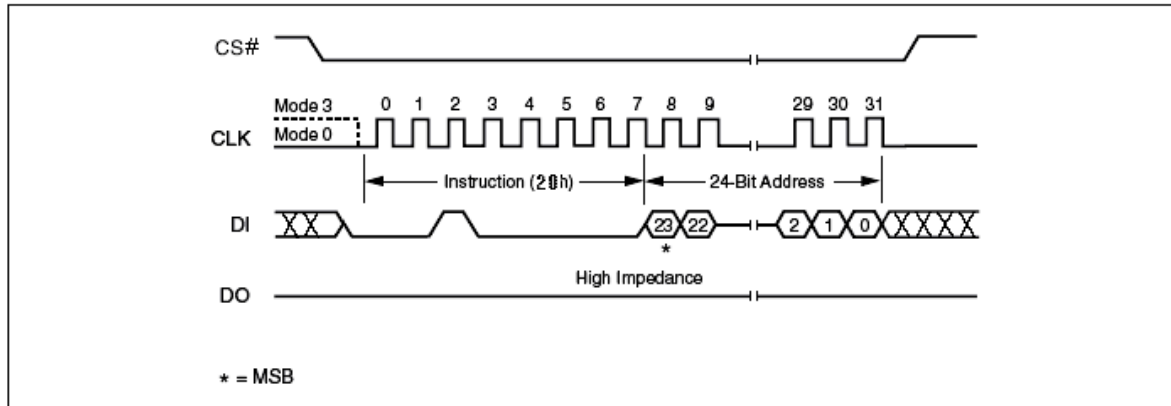 CS#
Mode 3 0 1 2 3 4 5 6 7 8 9 29 30 31
CLK Mode 0
Instruction (20h) 24-Bit Address
DI 23 22 2 1 0
*
High Impedance
DO
* = MSB